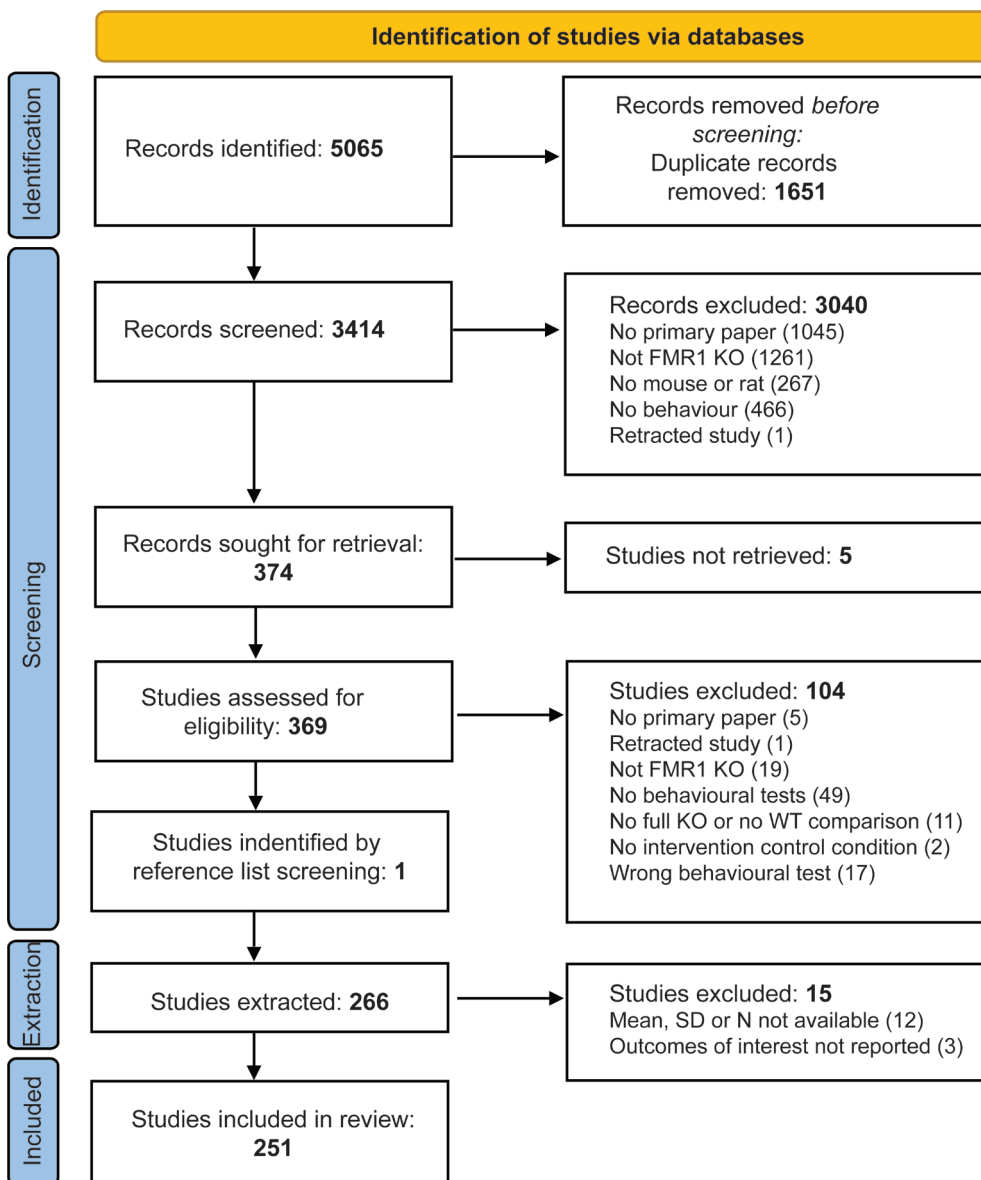 Identification of studies via databases
Identification
Records identified: 5065
Records removed before
screening:
Duplicate records
removed: 1651
Screening
Records screened: 3414
Records excluded: 3040
No primary paper (1045)
Not FMR1 KO (1261)
No mouse or rat (267)
No behaviour (466)
Retracted study (1)
Records sought for retrieval:
374
Studies not retrieved: 5
Studies assessed for
eligibility: 369
Studies excluded: 104
No primary paper (5)
Retracted study (1)
Not FMR1 KO (19)
No behavioural tests (49)
No full KO or no WT comparison (11)
No intervention control condition (2)
Wrong behavioural test (17)
Studies indentified by
reference list screening: 1
Extraction
Studies extracted: 266
Studies excluded: 15
Mean, SD or N not available (12)
Outcomes of interest not reported (3)
Included
Studies included in review:
251